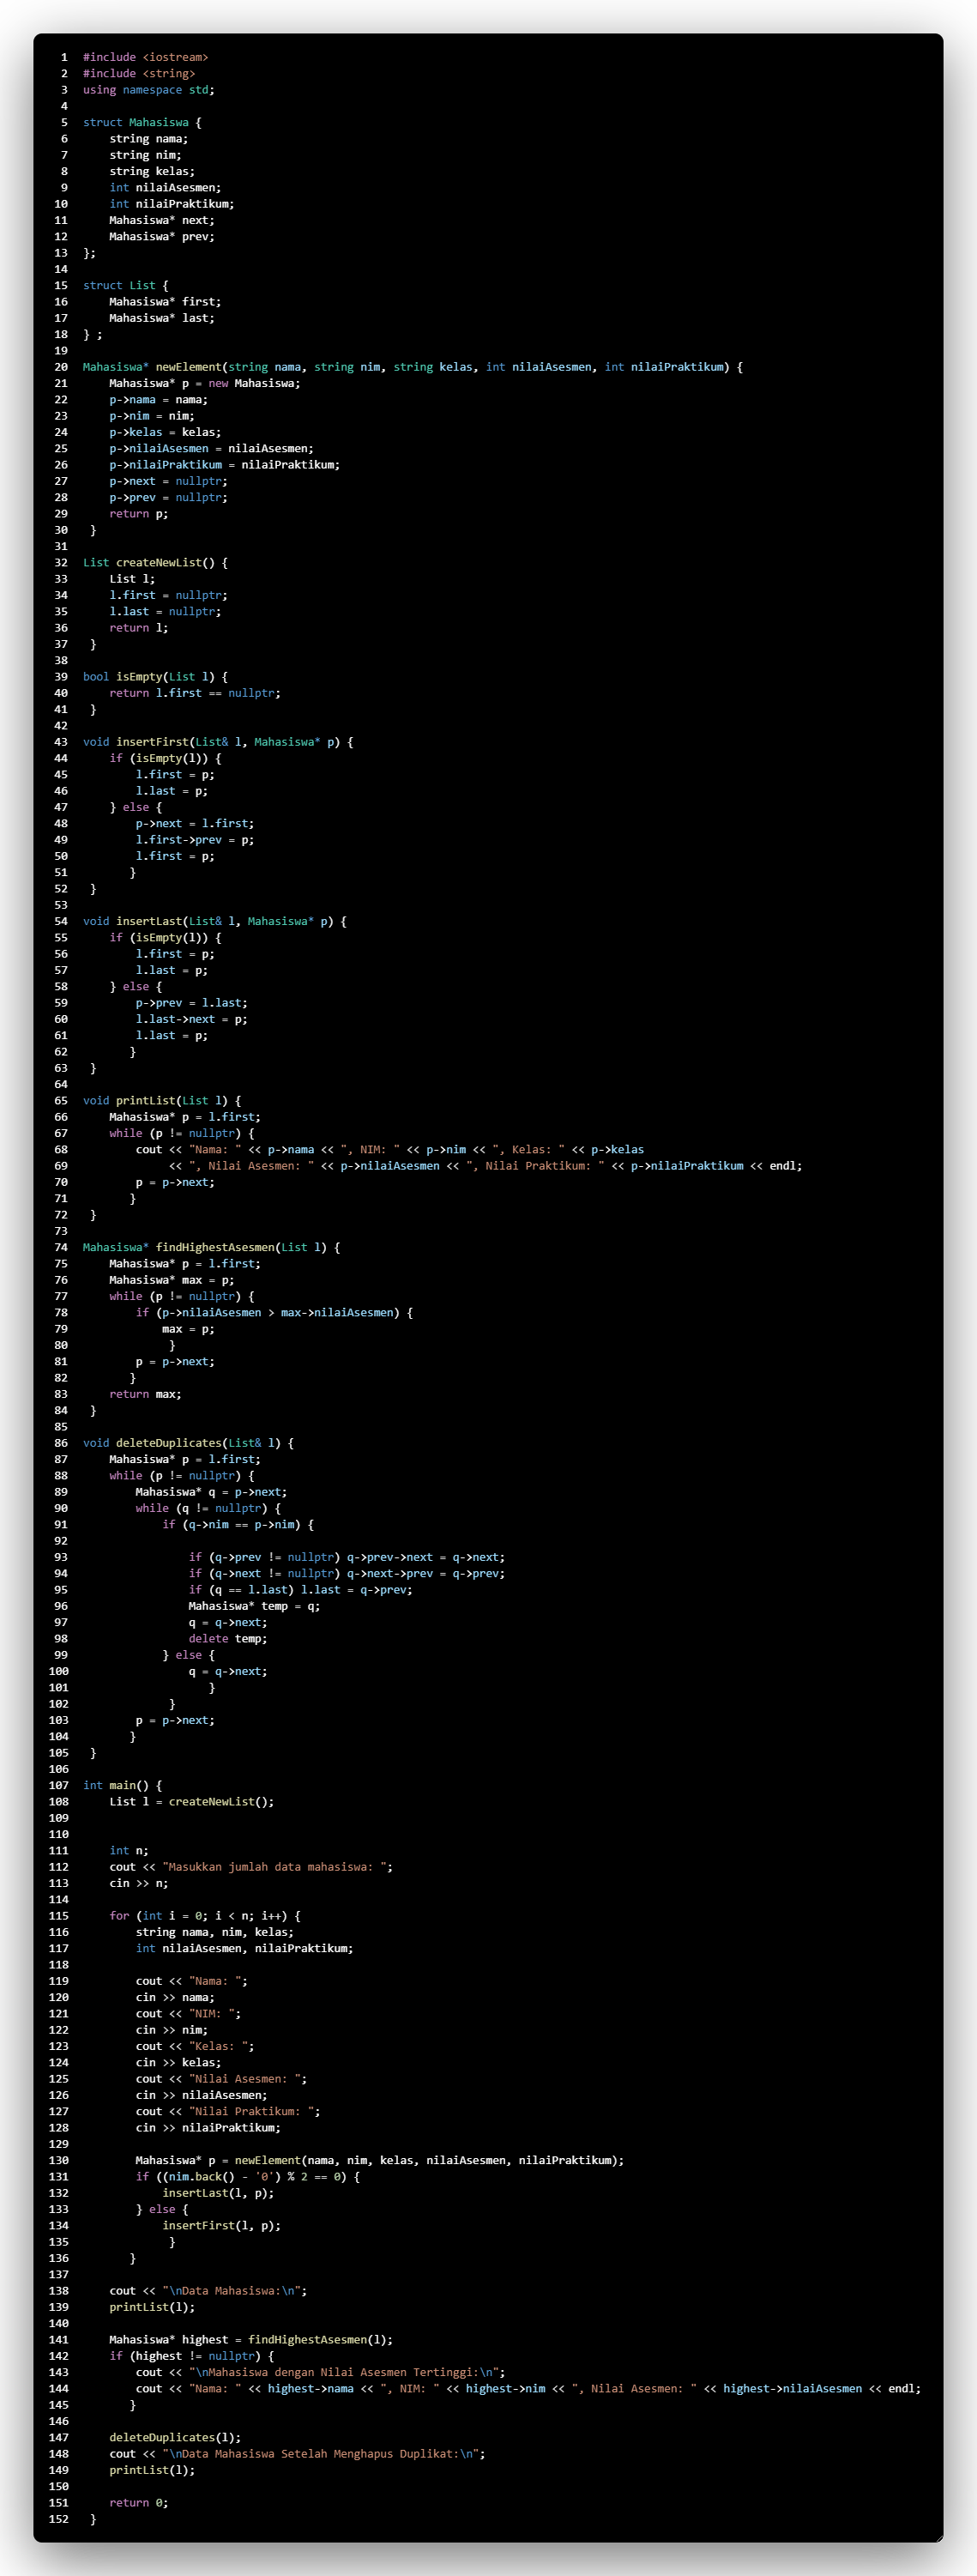 1 #include <iostream>
2 #include <string>
3 using namespace std;
4
5 struct Mahasiswa {
6     string nama;
7     string nim;
8     string kelas;
9     int nilaiAsesmen;
10     int nilaiPraktikum;
11     Mahasiswa* next;
12     Mahasiswa* prev;
13 };
14
15 struct List {
16     Mahasiswa* first;
17     Mahasiswa* last;
18 } ;
19
20 Mahasiswa* newElement(string nama, string nim, string kelas, int nilaiAsesmen, int nilaiPraktikum) {
21     Mahasiswa* p = new Mahasiswa;
22     p->nama = nama;
23     p->nim = nim;
24     p->kelas = kelas;
25     p->nilaiAsesmen = nilaiAsesmen;
26     p->nilaiPraktikum = nilaiPraktikum;
27     p->next = nullptr;
28     p->prev = nullptr;
29     return p;
30  }
31
32 List createNewList() {
33     List l;
34     l.first = nullptr;
35     l.last = nullptr;
36     return l;
37  }
38
39 bool isEmpty(List l) {
40     return l.first == nullptr;
41  }
42
43 void insertFirst(List& l, Mahasiswa* p) {
44     if (isEmpty(l)) {
45         l.first = p;
46         l.last = p;
47     } else {
48         p->next = l.first;
49         l.first->prev = p;
50         l.first = p;
51        }
52  }
53
54 void insertLast(List& l, Mahasiswa* p) {
55     if (isEmpty(l)) {
56         l.first = p;
57         l.last = p;
58     } else {
59         p->prev = l.last;
60         l.last->next = p;
61         l.last = p;
62        }
63  }
64
65 void printList(List l) {
66     Mahasiswa* p = l.first;
67     while (p != nullptr) {
68         cout << "Nama: " << p->nama << ", NIM: " << p->nim << ", Kelas: " << p->kelas
69              << ", Nilai Asesmen: " << p->nilaiAsesmen << ", Nilai Praktikum: " << p->nilaiPraktikum << endl;
70         p = p->next;
71        }
72  }
73
74 Mahasiswa* findHighestAsesmen(List l) {
75     Mahasiswa* p = l.first;
76     Mahasiswa* max = p;
77     while (p != nullptr) {
78         if (p->nilaiAsesmen > max->nilaiAsesmen) {
79             max = p;
80              }
81         p = p->next;
82        }
83     return max;
84  }
85
86 void deleteDuplicates(List& l) {
87     Mahasiswa* p = l.first;
88     while (p != nullptr) {
89         Mahasiswa* q = p->next;
90         while (q != nullptr) {
91             if (q->nim == p->nim) {
92
93                 if (q->prev != nullptr) q->prev->next = q->next;
94                 if (q->next != nullptr) q->next->prev = q->prev;
95                 if (q == l.last) l.last = q->prev;
96                 Mahasiswa* temp = q;
97                 q = q->next;
98                 delete temp;
99             } else {
100                 q = q->next;
101                    }
102              }
103         p = p->next;
104        }
105  }
106
107 int main() {
108     List l = createNewList();
109
110
111     int n;
112     cout << "Masukkan jumlah data mahasiswa: ";
113     cin >> n;
114
115     for (int i = 0; i < n; i++) {
116         string nama, nim, kelas;
117         int nilaiAsesmen, nilaiPraktikum;
118
119         cout << "Nama: ";
120         cin >> nama;
121         cout << "NIM: ";
122         cin >> nim;
123         cout << "Kelas: ";
124         cin >> kelas;
125         cout << "Nilai Asesmen: ";
126         cin >> nilaiAsesmen;
127         cout << "Nilai Praktikum: ";
128         cin >> nilaiPraktikum;
129
130         Mahasiswa* p = newElement(nama, nim, kelas, nilaiAsesmen, nilaiPraktikum);
131         if ((nim.back() - '0') % 2 == 0) {
132             insertLast(l, p);
133         } else {
134             insertFirst(l, p);
135              }
136        }
137
138     cout << "\nData Mahasiswa:\n";
139     printList(l);
140
141     Mahasiswa* highest = findHighestAsesmen(l);
142     if (highest != nullptr) {
143         cout << "\nMahasiswa dengan Nilai Asesmen Tertinggi:\n";
144         cout << "Nama: " << highest->nama << ", NIM: " << highest->nim << ", Nilai Asesmen: " << highest->nilaiAsesmen << endl;
145        }
146
147     deleteDuplicates(l);
148     cout << "\nData Mahasiswa Setelah Menghapus Duplikat:\n";
149     printList(l);
150
151     return 0;
152  }